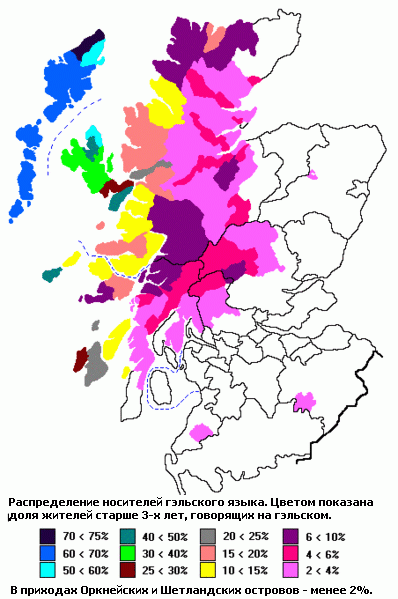 Распределение носителей гэльского языка. Цветом показана
доля жителей старше 3-х лет, говорящих на гэльском.
70 < 75% 40 < 50% 20 < 25% 6 < 10%
60 < 70% 30 < 40% 15 < 20% 4 < 6%
50 < 60% 25 < 30% 10 < 15% 2 < 4%
В приходах Оркнейских и Шетландских островов - менее 2%.